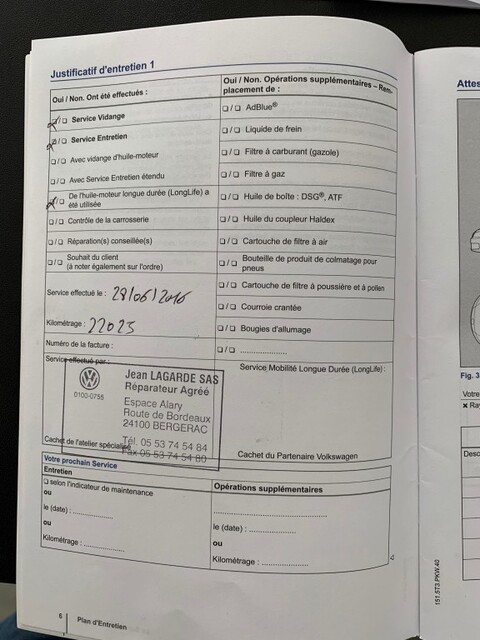 Justificatif d'entretien 1
Oui / Non. Ont été effectués :
❑ / ❑ Service Vidange
❑ / ❑ Service Entretien
❑ / ❑ Avec vidange d'huile-moteur
❑ / ❑ Avec Service Entretien étendu
❑ / ❑ De l'huile-moteur longue durée (LongLife) a
été utilisée
❑ / ❑ Contrôle de la carrosserie
❑ / ❑ Réparation(s) conseillée(s)
❑ / ❑ Souhait du client
(à noter également sur l'ordre)
Service effectué le : 28/06/2016
Kilométrage : 22023
Numéro de la facture :
Oui / Non. Opérations supplémentaires – Rem-
placement de :
❑ / ❑ AdBlue®
❑ / ❑ Liquide de frein
❑ / ❑ Filtre à carburant (gazole)
❑ / ❑ Filtre à gaz
❑ / ❑ Huile de boîte : DSG®, ATF
❑ / ❑ Huile du coupleur Haldex
❑ / ❑ Cartouche de filtre à air
❑ / ❑ Bouteille de produit de colmatage pour
pneus
❑ / ❑ Cartouche de filtre à poussière et à pollen
❑ / ❑ Courroie crantée
❑ / ❑ Bougies d'allumage
❑ / ❑ .....................
Service effectué par :
0100-0755
Jean LAGARDE SAS
Réparateur Agréé
Espace Alary
Route de Bordeaux
24100 BERGERAC
Tél. 05 53 74 54 84
Fax 05 53 74 54 80
Cachet de l'atelier spécialisé
Service Mobilité Longue Durée (LongLife) :
Cachet du Partenaire Volkswagen
Votre prochain Service
Entretien
❑ selon l'indicateur de maintenance
ou
le (date) : ..................
ou
Kilométrage : ..................
Opérations supplémentaires
..........................................
le (date) : .....................
ou
Kilométrage : .....................
6 Plan d'Entretien
Attes
Fig. 3
Votre
✖ Ra
Desc
151.5T3.PKW.40